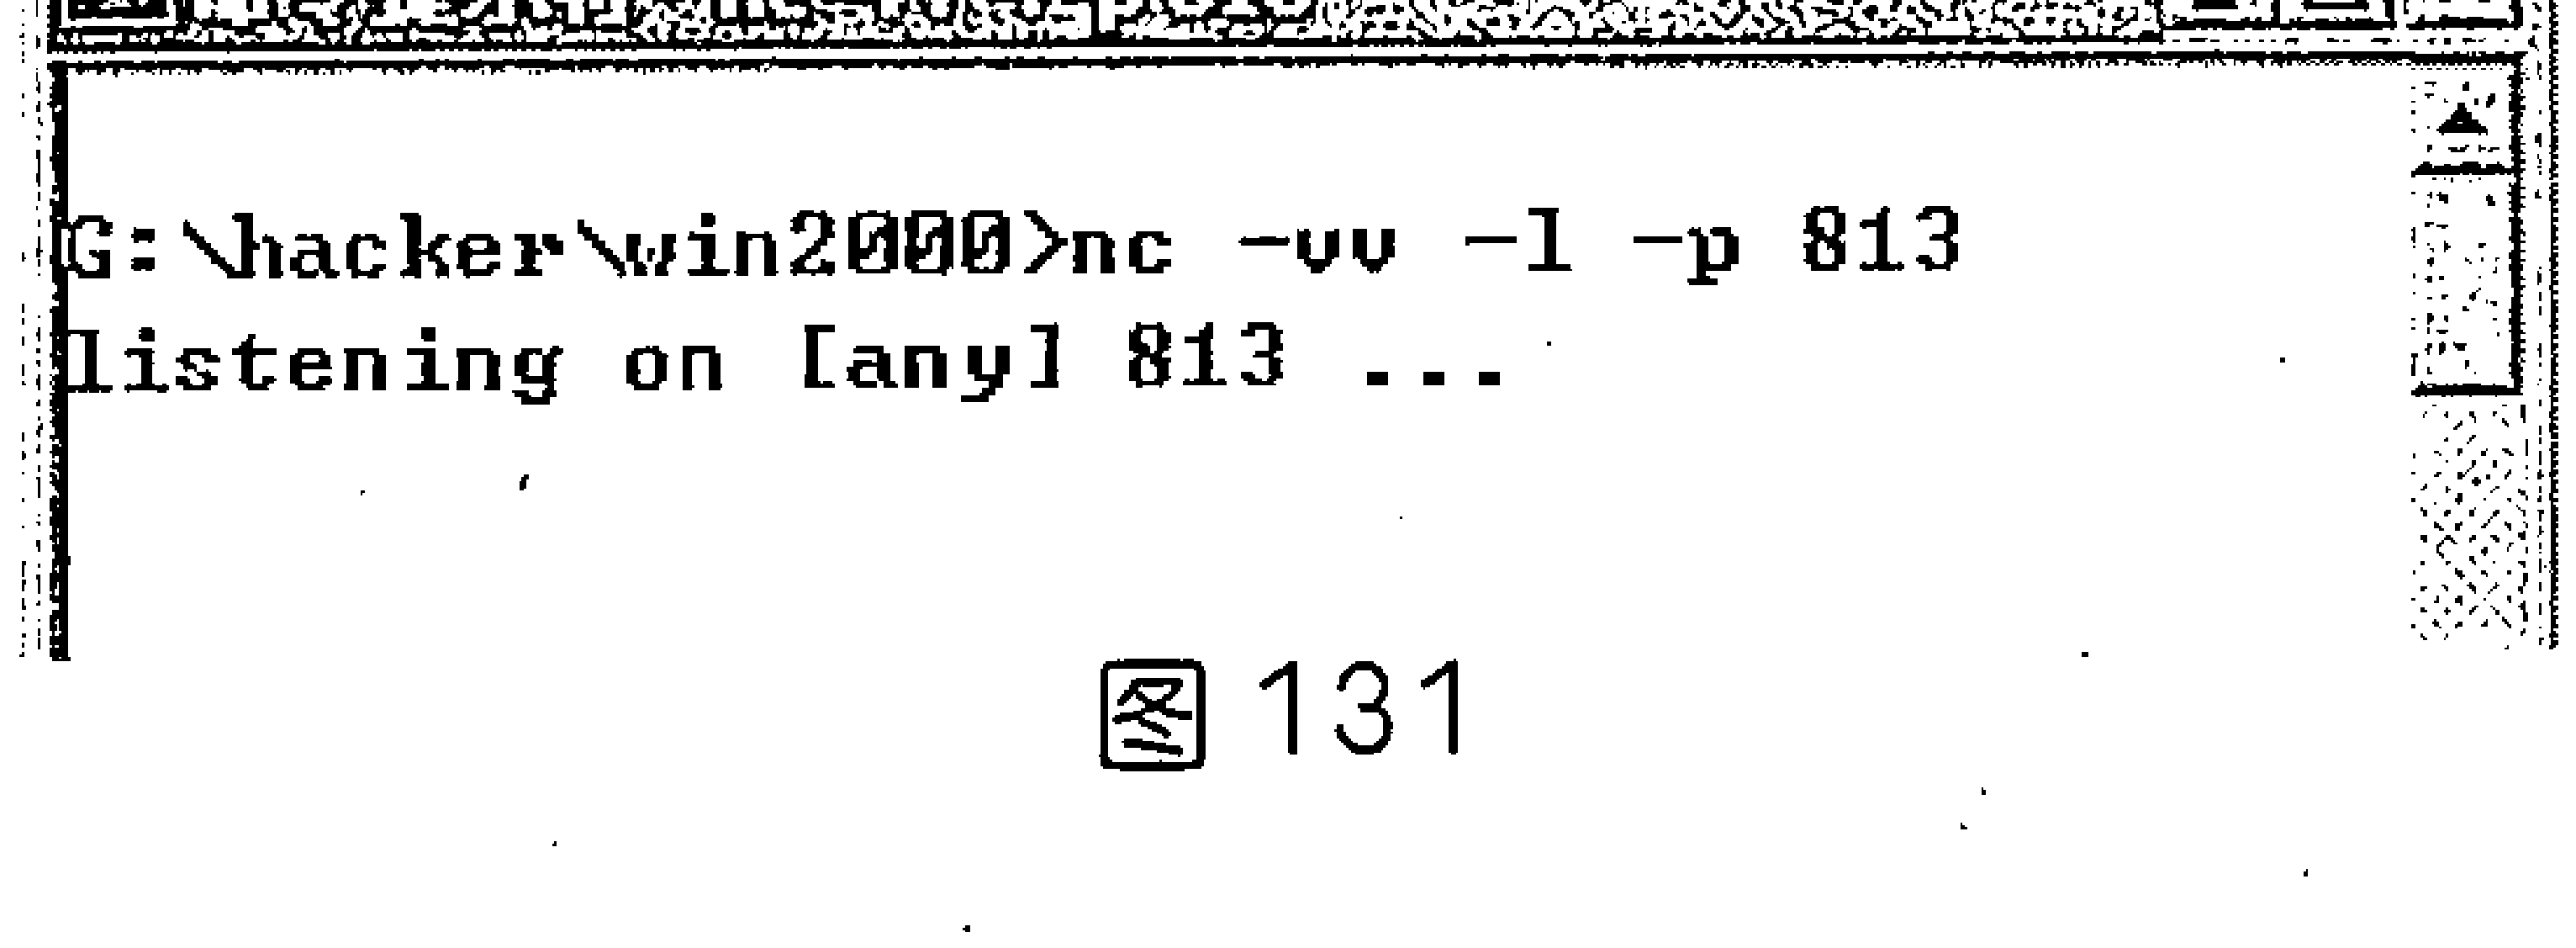 G:\hacker\win2000>nc -vv -l -p 813
listening on [any] 813 ...
图 131